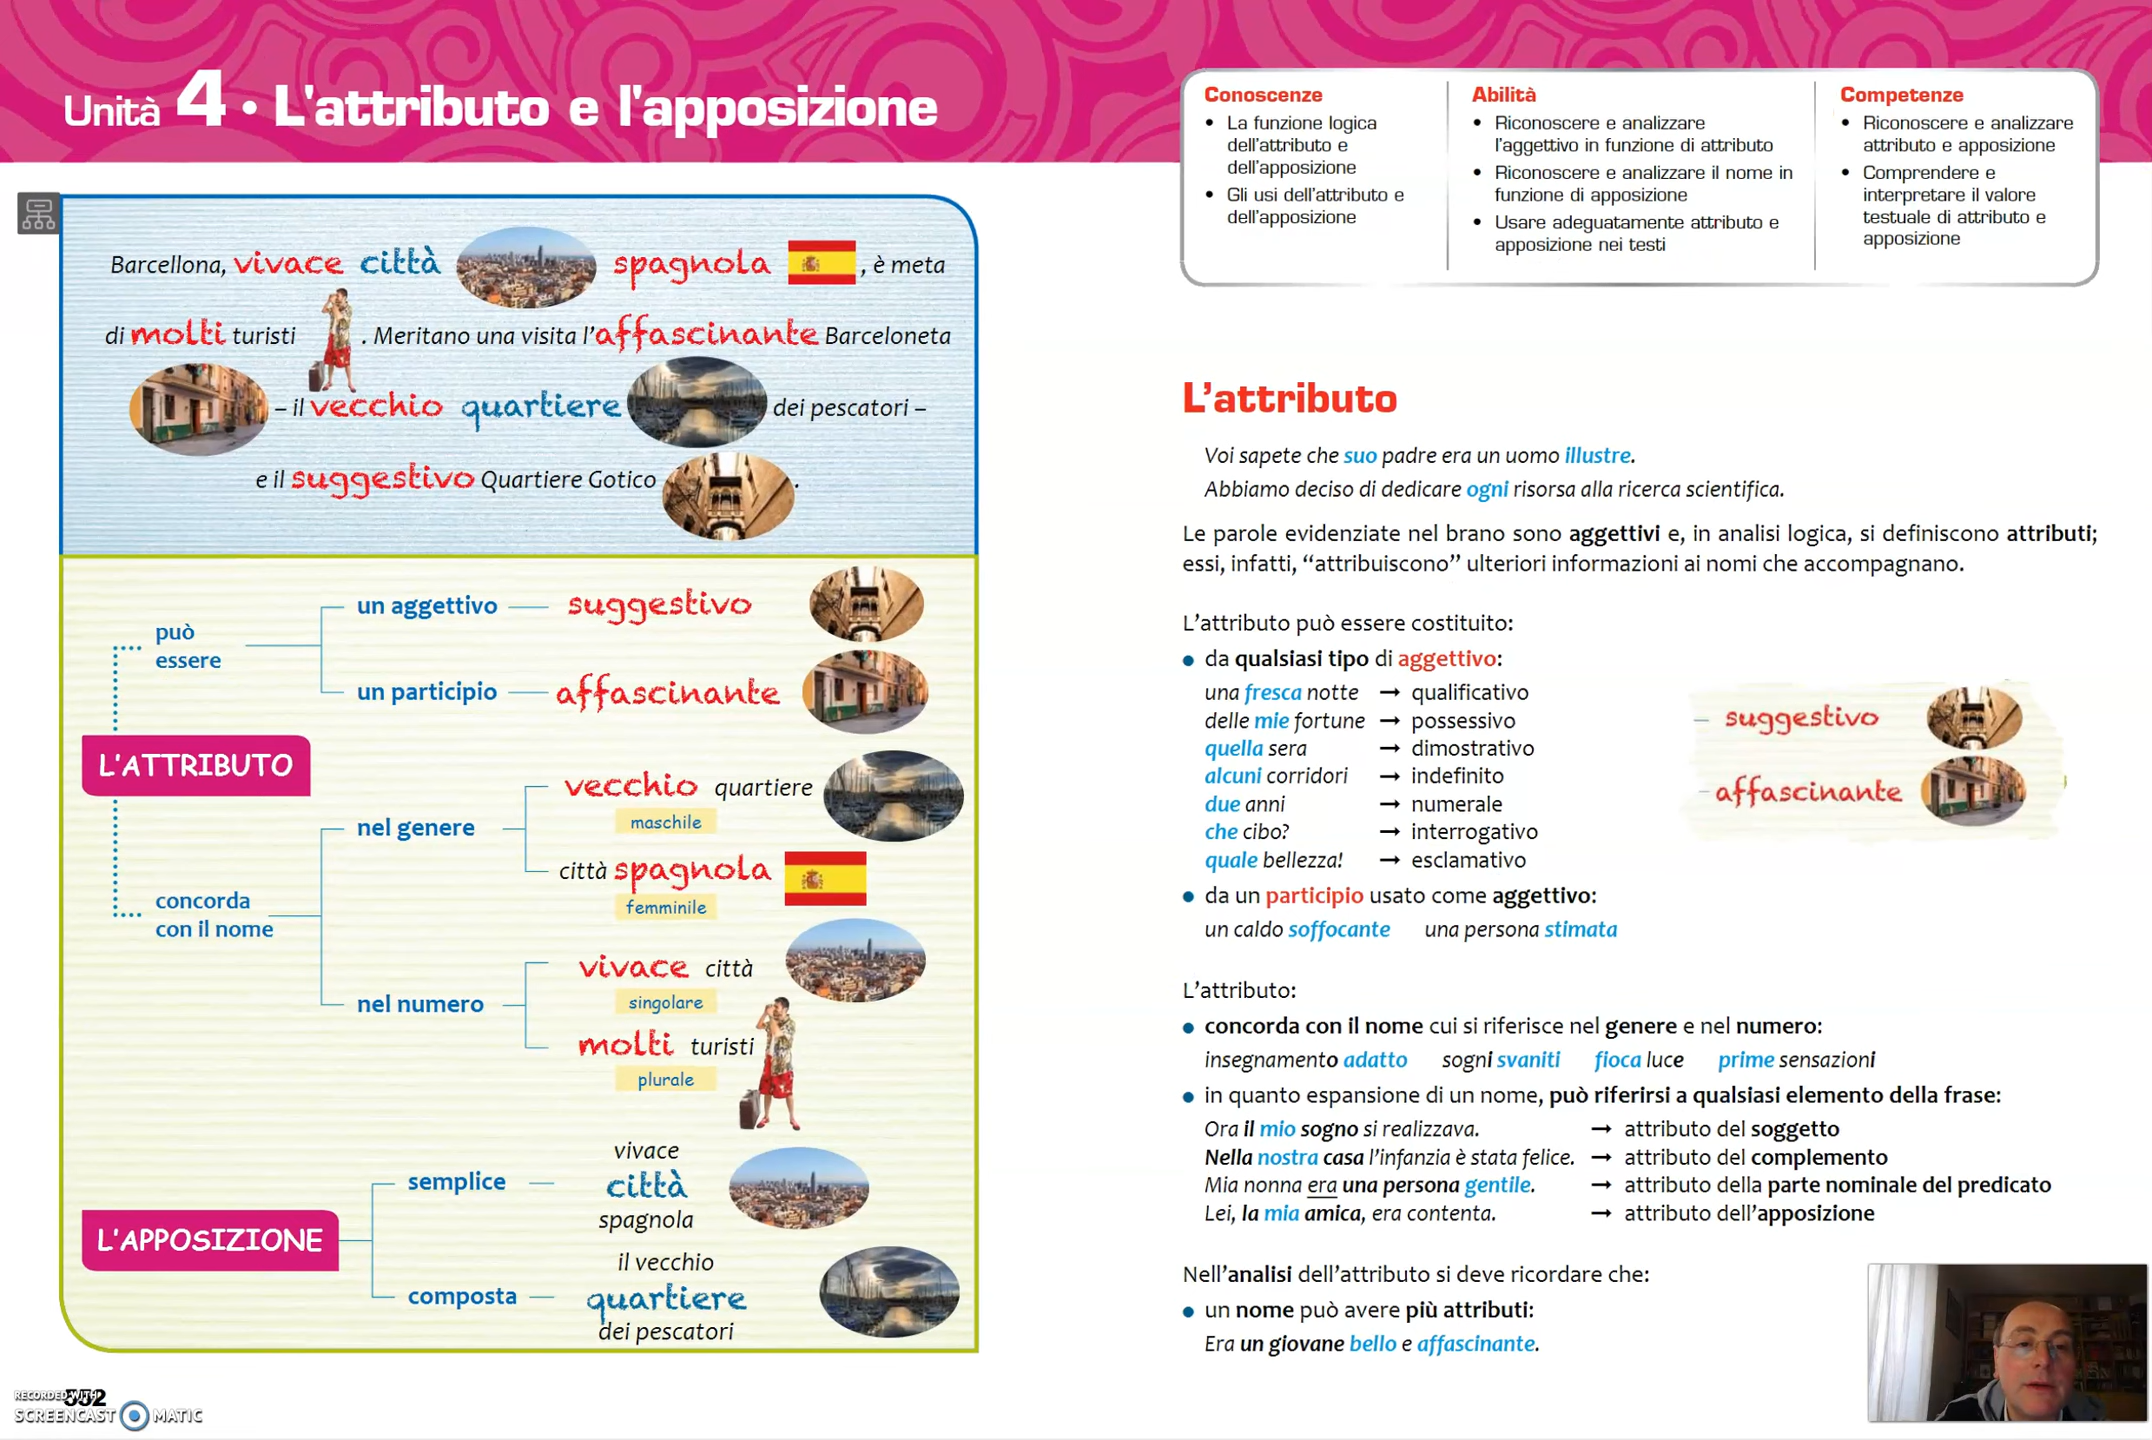 Unità 4 • L'attributo e l'apposizione
Conoscenze
• La funzione logica
dell'attributo e
dell'apposizione
• Gli usi dell'attributo e
dell'apposizione
Abilità
• Riconoscere e analizzare
l'aggettivo in funzione di attributo
• Riconoscere e analizzare il nome in
funzione di apposizione
• Usare adeguatamente attributo e
apposizione nei testi
Competenze
• Riconoscere e analizzare
attributo e apposizione
• Comprendere e
interpretare il valore
testuale di attributo e
apposizione
Barcellona, vivace città spagnola , è meta
di molti turisti . Meritano una visita l'affascinante Barceloneta
– il vecchio quartiere dei pescatori –
e il suggestivo Quartiere Gotico .
L'ATTRIBUTO
può
essere
un aggettivo
suggestivo
un participio
affascinante
concorda
con il nome
nel genere
vecchio quartiere
maschile
città spagnola
femminile
nel numero
vivace città
singolare
molti turisti
plurale
L'APPOSIZIONE
semplice
vivace
città
spagnola
composta
il vecchio
quartiere
dei pescatori
L'attributo
Voi sapete che suo padre era un uomo illustre.
Abbiamo deciso di dedicare ogni risorsa alla ricerca scientifica.
Le parole evidenziate nel brano sono aggettivi e, in analisi logica, si definiscono attributi;
essi, infatti, “attribuiscono” ulteriori informazioni ai nomi che accompagnano.
L'attributo può essere costituito:
• da qualsiasi tipo di aggettivo:
una fresca notte → qualificativo
delle mie fortune → possessivo
quella sera → dimostrativo
alcuni corridori → indefinito
due anni → numerale
che cibo? → interrogativo
quale bellezza! → esclamativo
suggestivo
affascinante
• da un participio usato come aggettivo:
un caldo soffocante una persona stimata
L'attributo:
• concorda con il nome cui si riferisce nel genere e nel numero:
insegnamento adatto sogni svaniti fioca luce prime sensazioni
• in quanto espansione di un nome, può riferirsi a qualsiasi elemento della frase:
Ora il mio sogno si realizzava. → attributo del soggetto
Nella nostra casa l'infanzia è stata felice. → attributo del complemento
Mia nonna era una persona gentile. → attributo della parte nominale del predicato
Lei, la mia amica, era contenta. → attributo dell'apposizione
Nell'analisi dell'attributo si deve ricordare che:
• un nome può avere più attributi:
Era un giovane bello e affascinante.
552
RECORDED WITH
SCREENCAST MATIC